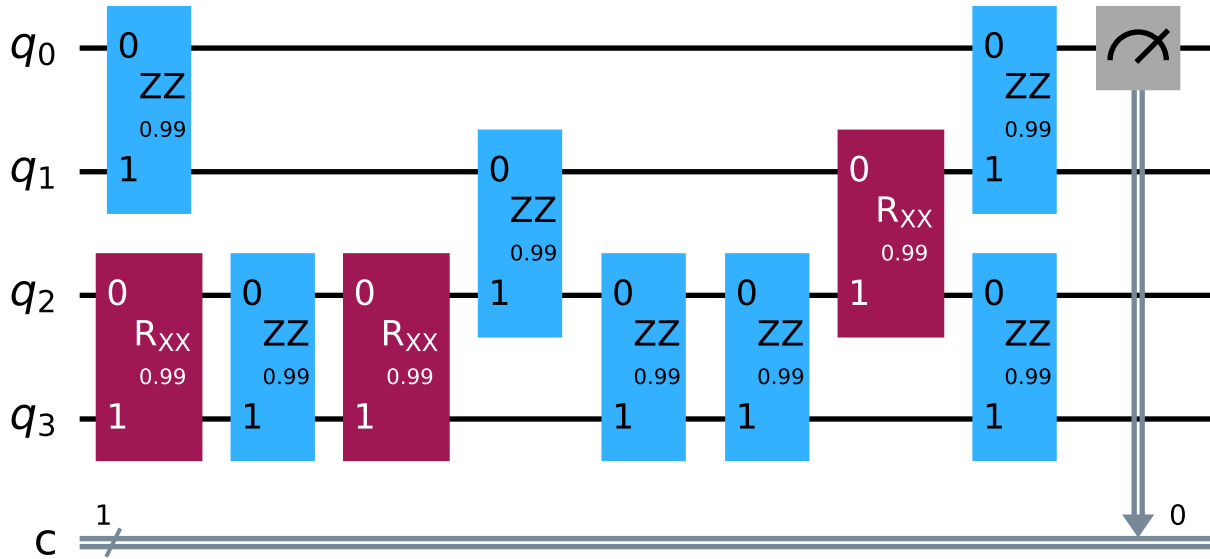 q0 0 ZZ 0.99 1 0 ZZ 0.99 1
q1 0 ZZ 0.99 1 0 RXX 0.99 1
q2 0 RXX 0.99 1 0 ZZ 0.99 1 0 RXX 0.99 1 0 ZZ 0.99 1 0 ZZ 0.99 1 0 ZZ 0.99 1
q3
c 1 0